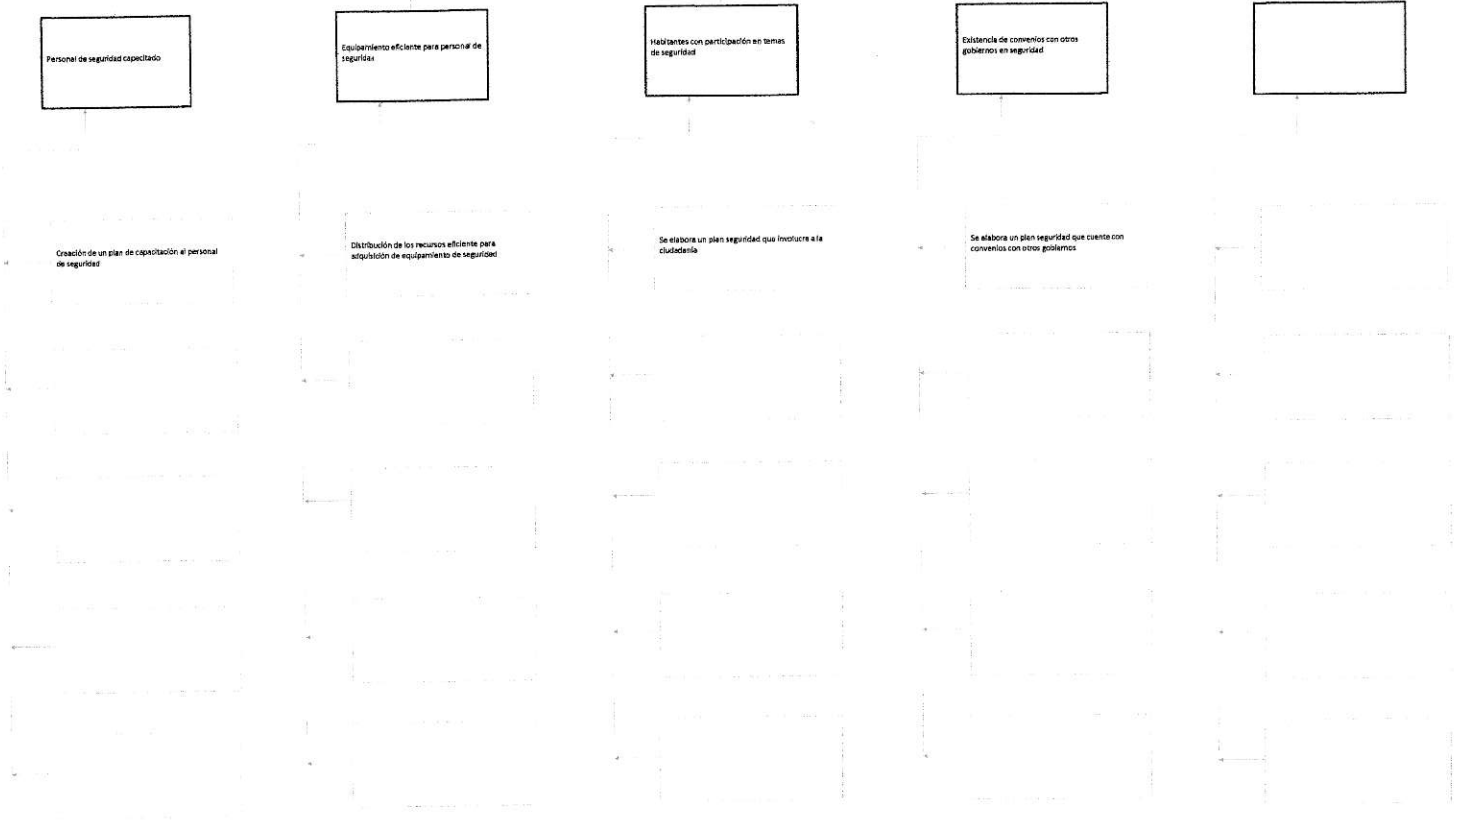 Personal de seguridad capacitado
Equipamiento eficiente para personal de
seguridad
Habitantes con participación en temas
de seguridad
Existencia de convenios con otros
gobiernos en seguridad
Creación de un plan de capacitación al personal
de seguridad
Distribución de los recursos eficiente para
adquisición de equipamiento de seguridad
Se elabora un plan seguridad que involucre a la
ciudadanía
Se elabora un plan seguridad que cuente con
convenios con otros gobiernos